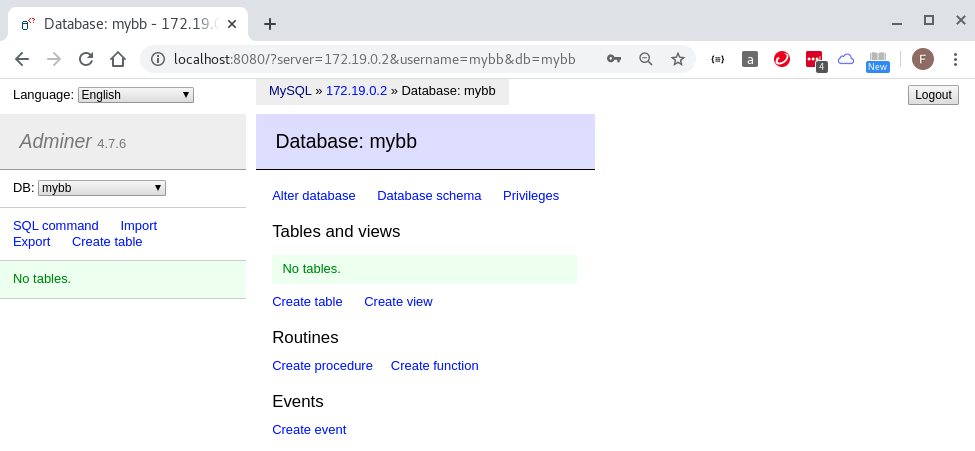 Database: mybb - 172.19.0
localhost:8080/?server=172.19.0.2&username=mybb&db=mybb
{≡}
a
4
New
F
Language: English
MySQL » 172.19.0.2 » Database: mybb
Logout
Adminer 4.7.6
Database: mybb
DB: mybb
Alter database Database schema Privileges
SQL command Import
Export Create table
Tables and views
No tables.
No tables.
Create table Create view
Routines
Create procedure Create function
Events
Create event